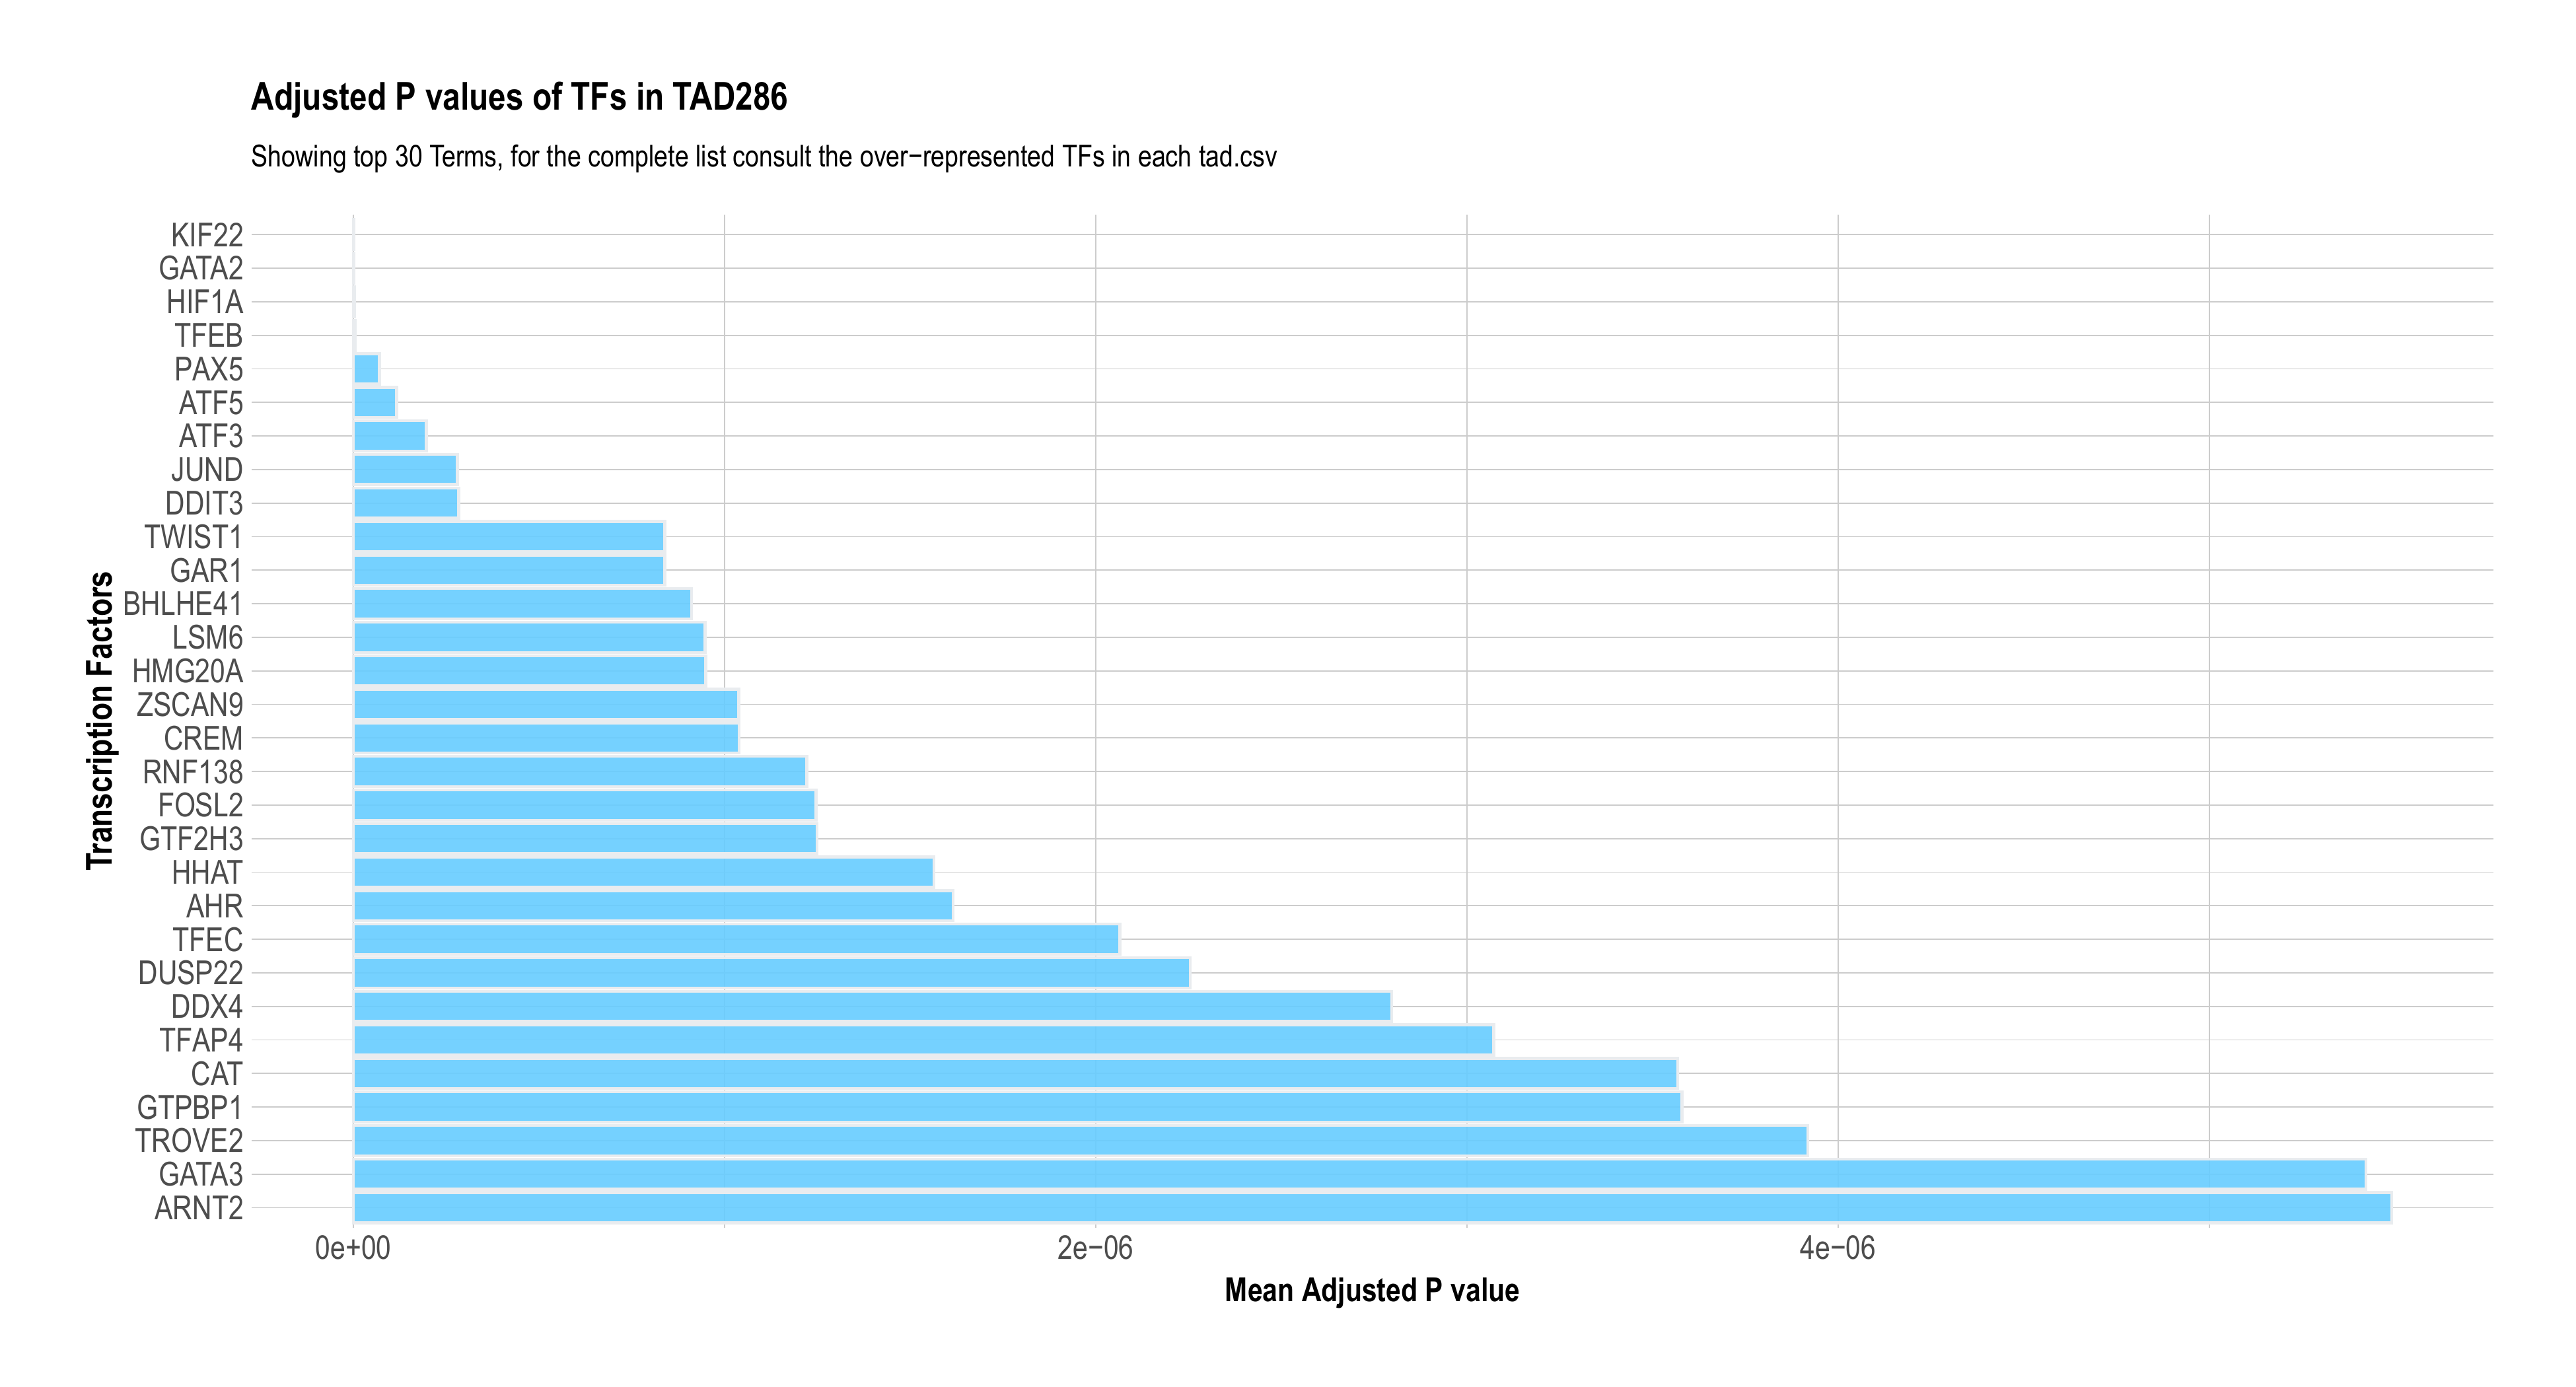 Adjusted P values of TFs in TAD286
Showing top 30 Terms, for the complete list consult the over−represented TFs in each tad.csv
Transcription Factors
KIF22
GATA2
HIF1A
TFEB
PAX5
ATF5
ATF3
JUND
DDIT3
TWIST1
GAR1
BHLHE41
LSM6
HMG20A
ZSCAN9
CREM
RNF138
FOSL2
GTF2H3
HHAT
AHR
TFEC
DUSP22
DDX4
TFAP4
CAT
GTPBP1
TROVE2
GATA3
ARNT2
0e+00 2e−06 4e−06
Mean Adjusted P value